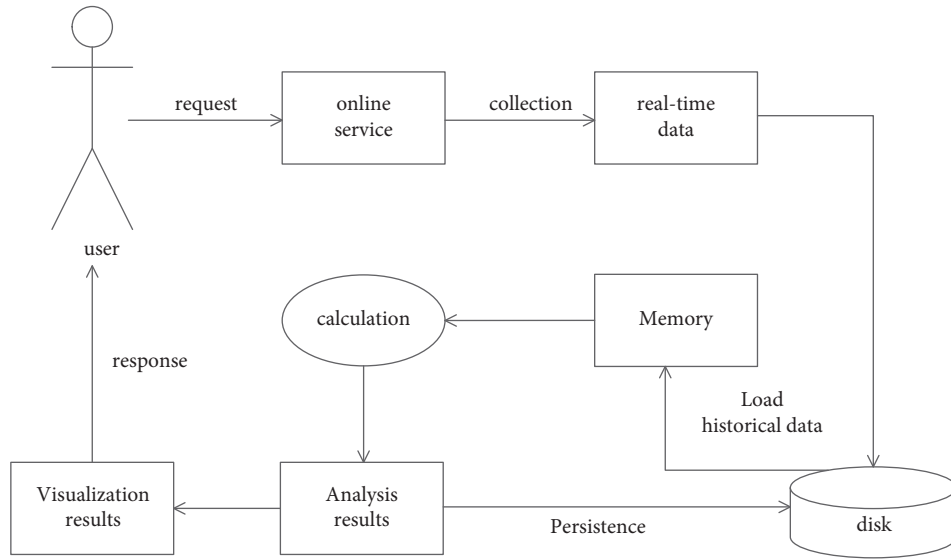 request
online
service
collection
real-time
data
user
calculation
Memory
response
Load
historical data
Visualization
results
Analysis
results
Persistence
disk